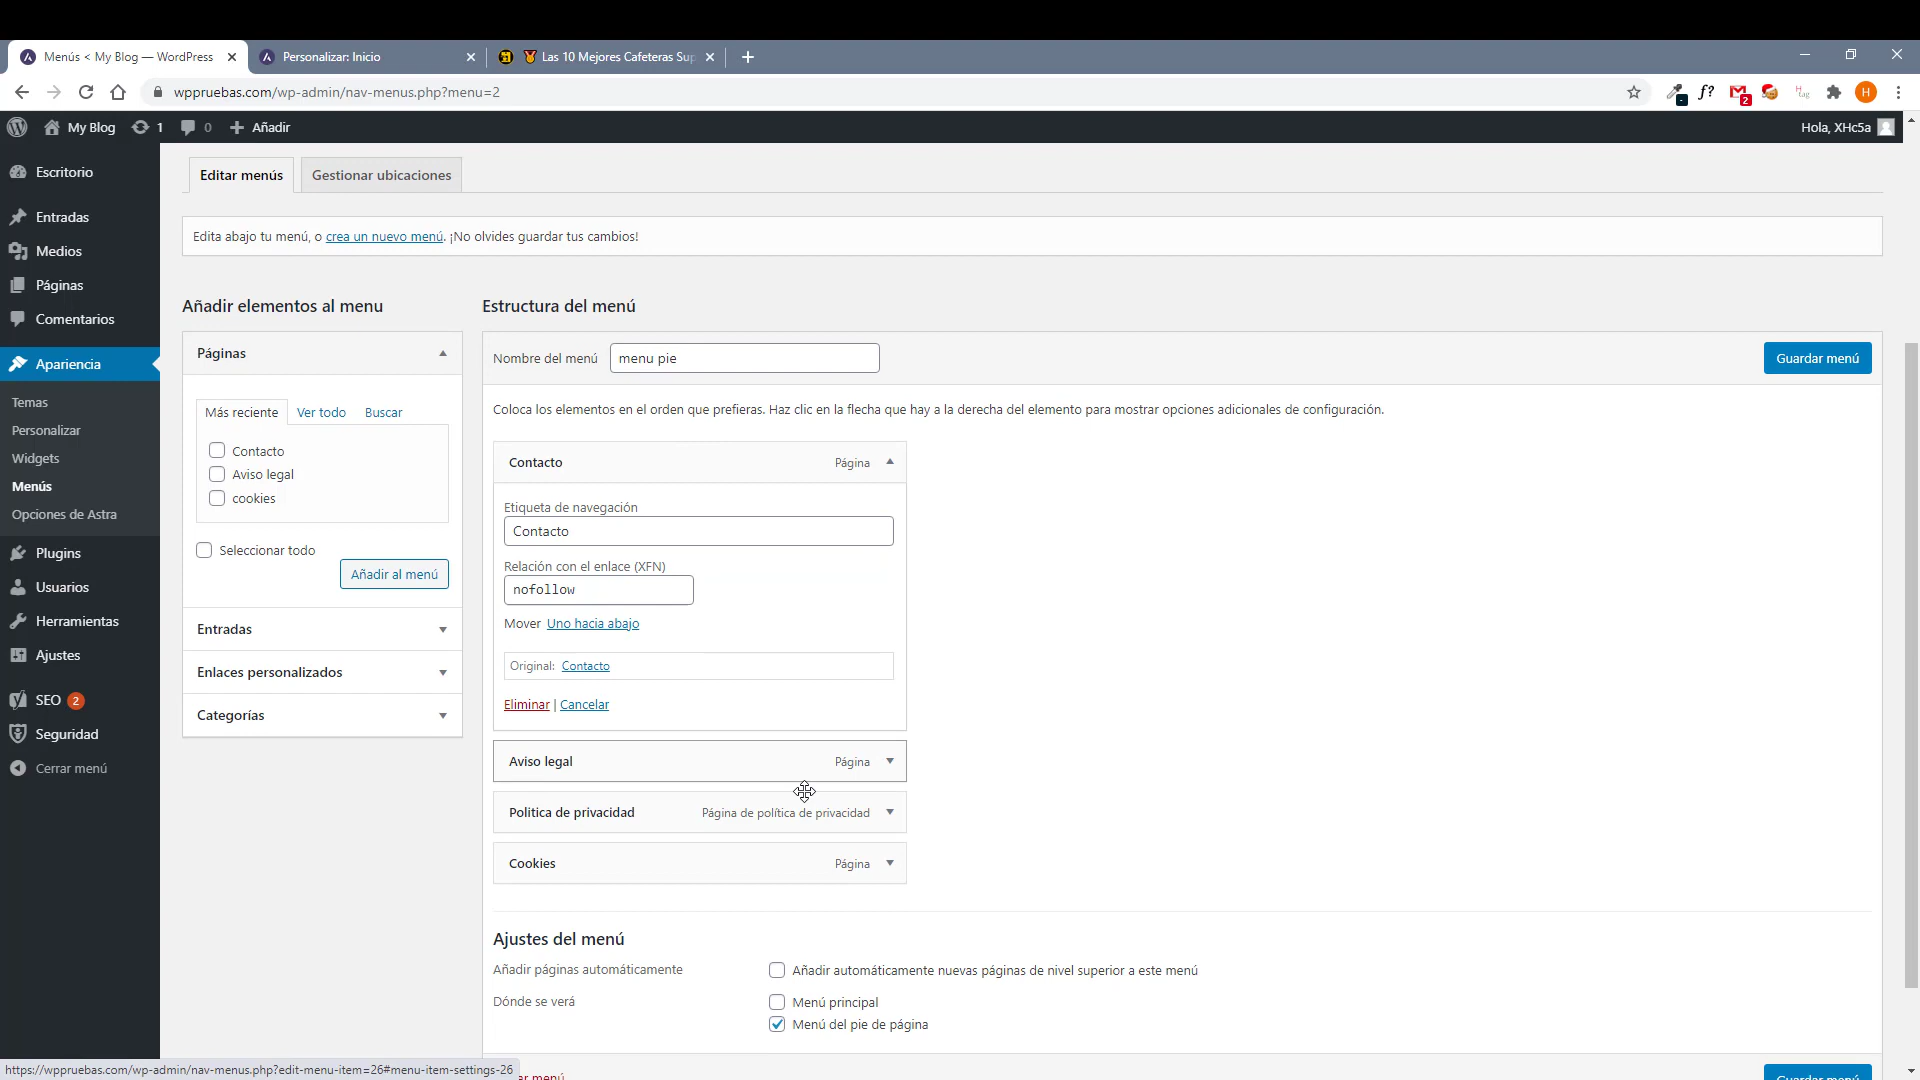 Menús < My Blog — WordPress
Personalizar: Inicio
Las 10 Mejores Cafeteras Sup
wppruebas.com/wp-admin/nav-menus.php?menu=2
f?
2
H
My Blog
1
0
Añadir
Hola, XHc5a
Escritorio
Entradas
Medios
Páginas
Comentarios
Apariencia
Temas
Personalizar
Widgets
Menús
Opciones de Astra
Plugins
Usuarios
Herramientas
Ajustes
SEO 2
Seguridad
Cerrar menú
Editar menús
Gestionar ubicaciones
Edita abajo tu menú, o crea un nuevo menú. ¡No olvides guardar tus cambios!
Añadir elementos al menu
Páginas
Más reciente
Ver todo
Buscar
Contacto
Aviso legal
cookies
Seleccionar todo
Añadir al menú
Entradas
Enlaces personalizados
Categorías
Estructura del menú
Nombre del menú
menu pie
Guardar menú
Coloca los elementos en el orden que prefieras. Haz clic en la flecha que hay a la derecha del elemento para mostrar opciones adicionales de configuración.
Contacto
Página
Etiqueta de navegación
Contacto
Relación con el enlace (XFN)
nofollow
Mover Uno hacia abajo
Original: Contacto
Eliminar | Cancelar
Aviso legal
Página
Politica de privacidad
Página de política de privacidad
Cookies
Página
Ajustes del menú
Añadir páginas automáticamente
Añadir automáticamente nuevas páginas de nivel superior a este menú
Dónde se verá
Menú principal
Menú del pie de página
https://wppruebas.com/wp-admin/nav-menus.php?edit-menu-item=26#menu-item-settings-26
menú
Guardar menú